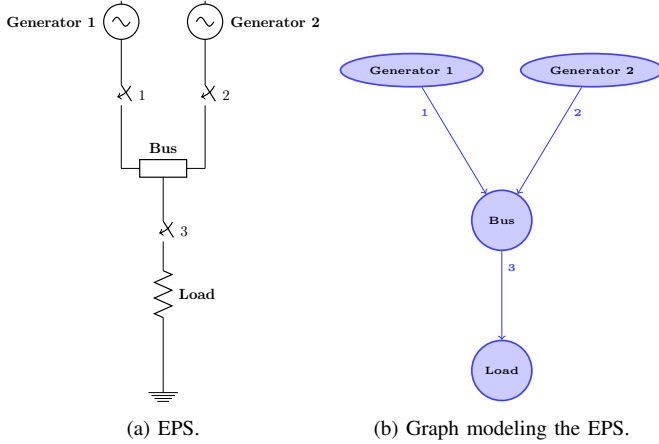 Generator 1
Generator 2
1
2
Bus
3
Load
(a) EPS.
Generator 1
Generator 2
1
2
Bus
3
Load
(b) Graph modeling the EPS.